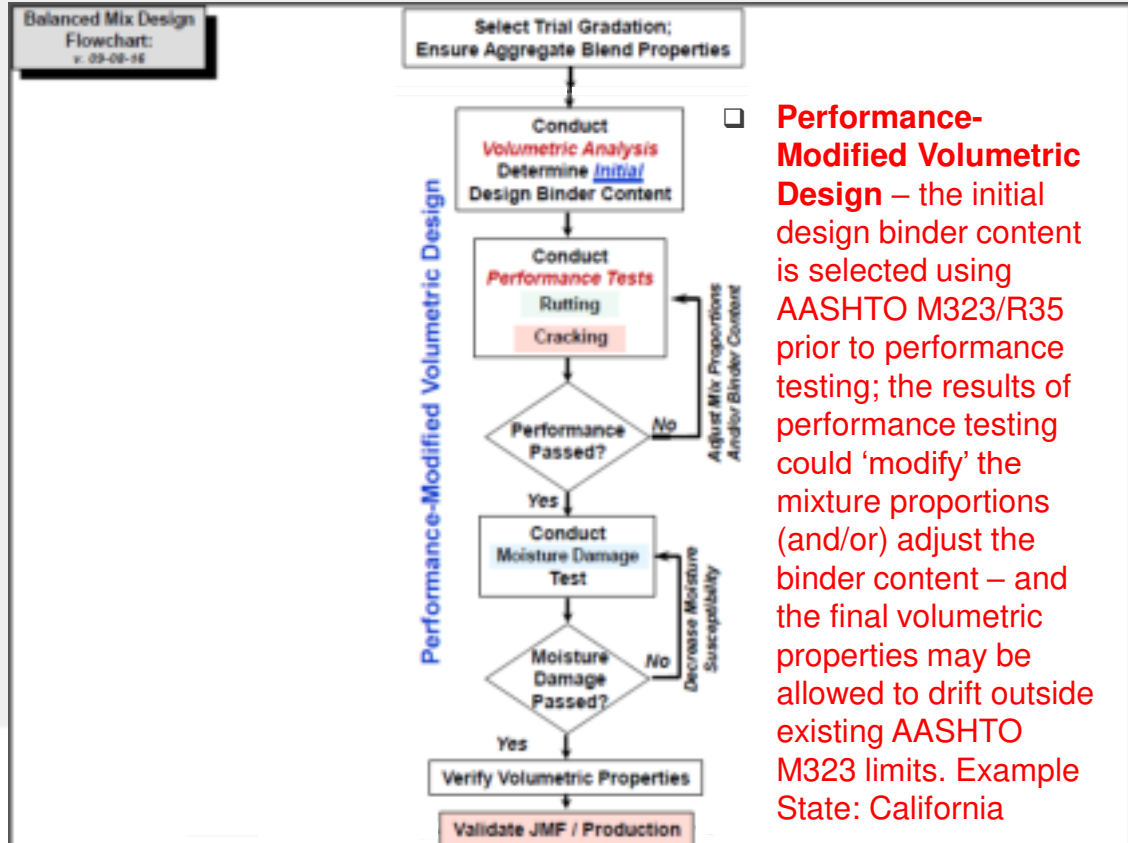 Balanced Mix Design
Flowchart:
v. 09-08-16
Select Trial Gradation;
Ensure Aggregate Blend Properties
Conduct
Volumetric Analysis
Determine Initial
Design Binder Content
Conduct
Performance Tests
Rutting
Cracking
Adjust Mix Proportions
And/or Binder Content
Performance
Passed?
No
Yes
Conduct
Moisture Damage
Test
Decrease Moisture
Susceptibility
Moisture
Damage
Passed?
No
Yes
Verify Volumetric Properties
Validate JMF / Production
Performance-Modified Volumetric Design
❑ Performance-
Modified Volumetric
Design – the initial
design binder content
is selected using
AASHTO M323/R35
prior to performance
testing; the results of
performance testing
could ‘modify’ the
mixture proportions
(and/or) adjust the
binder content – and
the final volumetric
properties may be
allowed to drift outside
existing AASHTO
M323 limits. Example
State: California